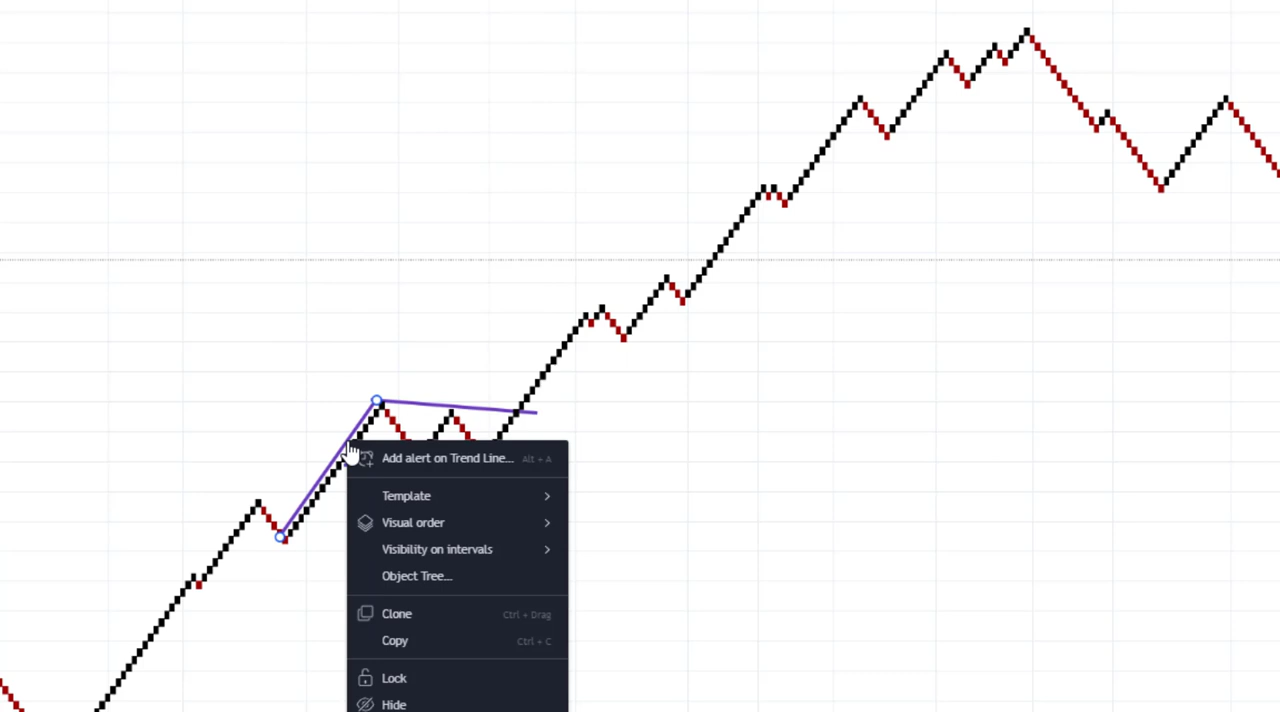 Add alert on Trend Line... Alt + A
Template
Visual order
Visibility on intervals
Object Tree...
Clone Ctrl + Drag
Copy Ctrl + C
Lock
Hide